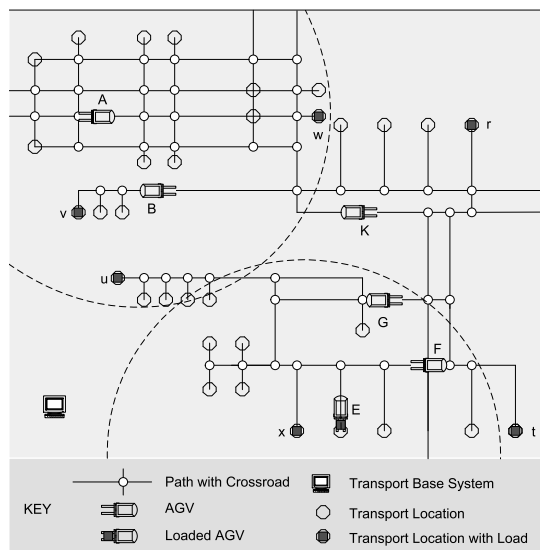 A
w
r
v
B
K
u
G
F
E
x
t
KEY
Path with Crossroad
AGV
Loaded AGV
Transport Base System
Transport Location
Transport Location with Load